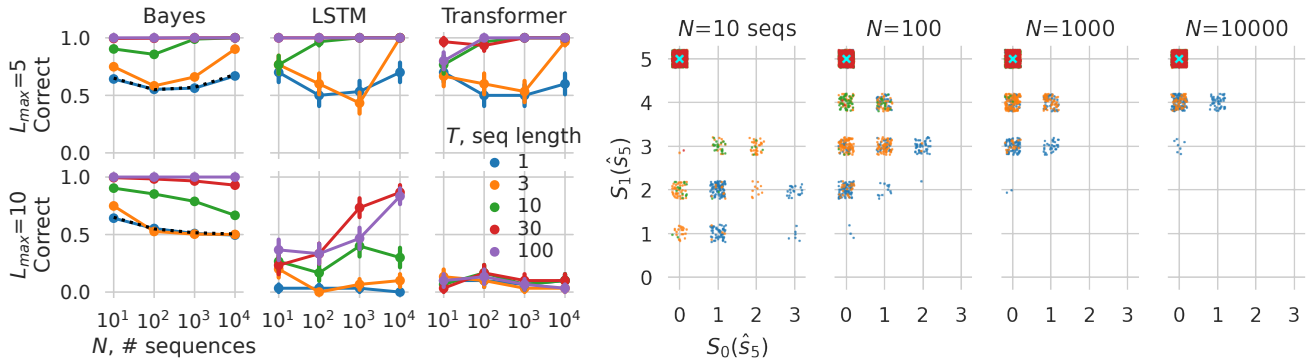 Bayes LSTM Transformer
L_max=5
Correct
1.0
0.5
0.0
L_max=10
Correct
1.0
0.5
0.0
T, seq length
1
3
10
30
100
10^1 10^2 10^3 10^4 10^1 10^2 10^3 10^4 10^1 10^2 10^3 10^4
N, # sequences
N=10 seqs N=100 N=1000 N=10000
S_1(ŝ_5)
5
4
3
2
1
0
0 1 2 3 0 1 2 3 0 1 2 3 0 1 2 3
S_0(ŝ_5)